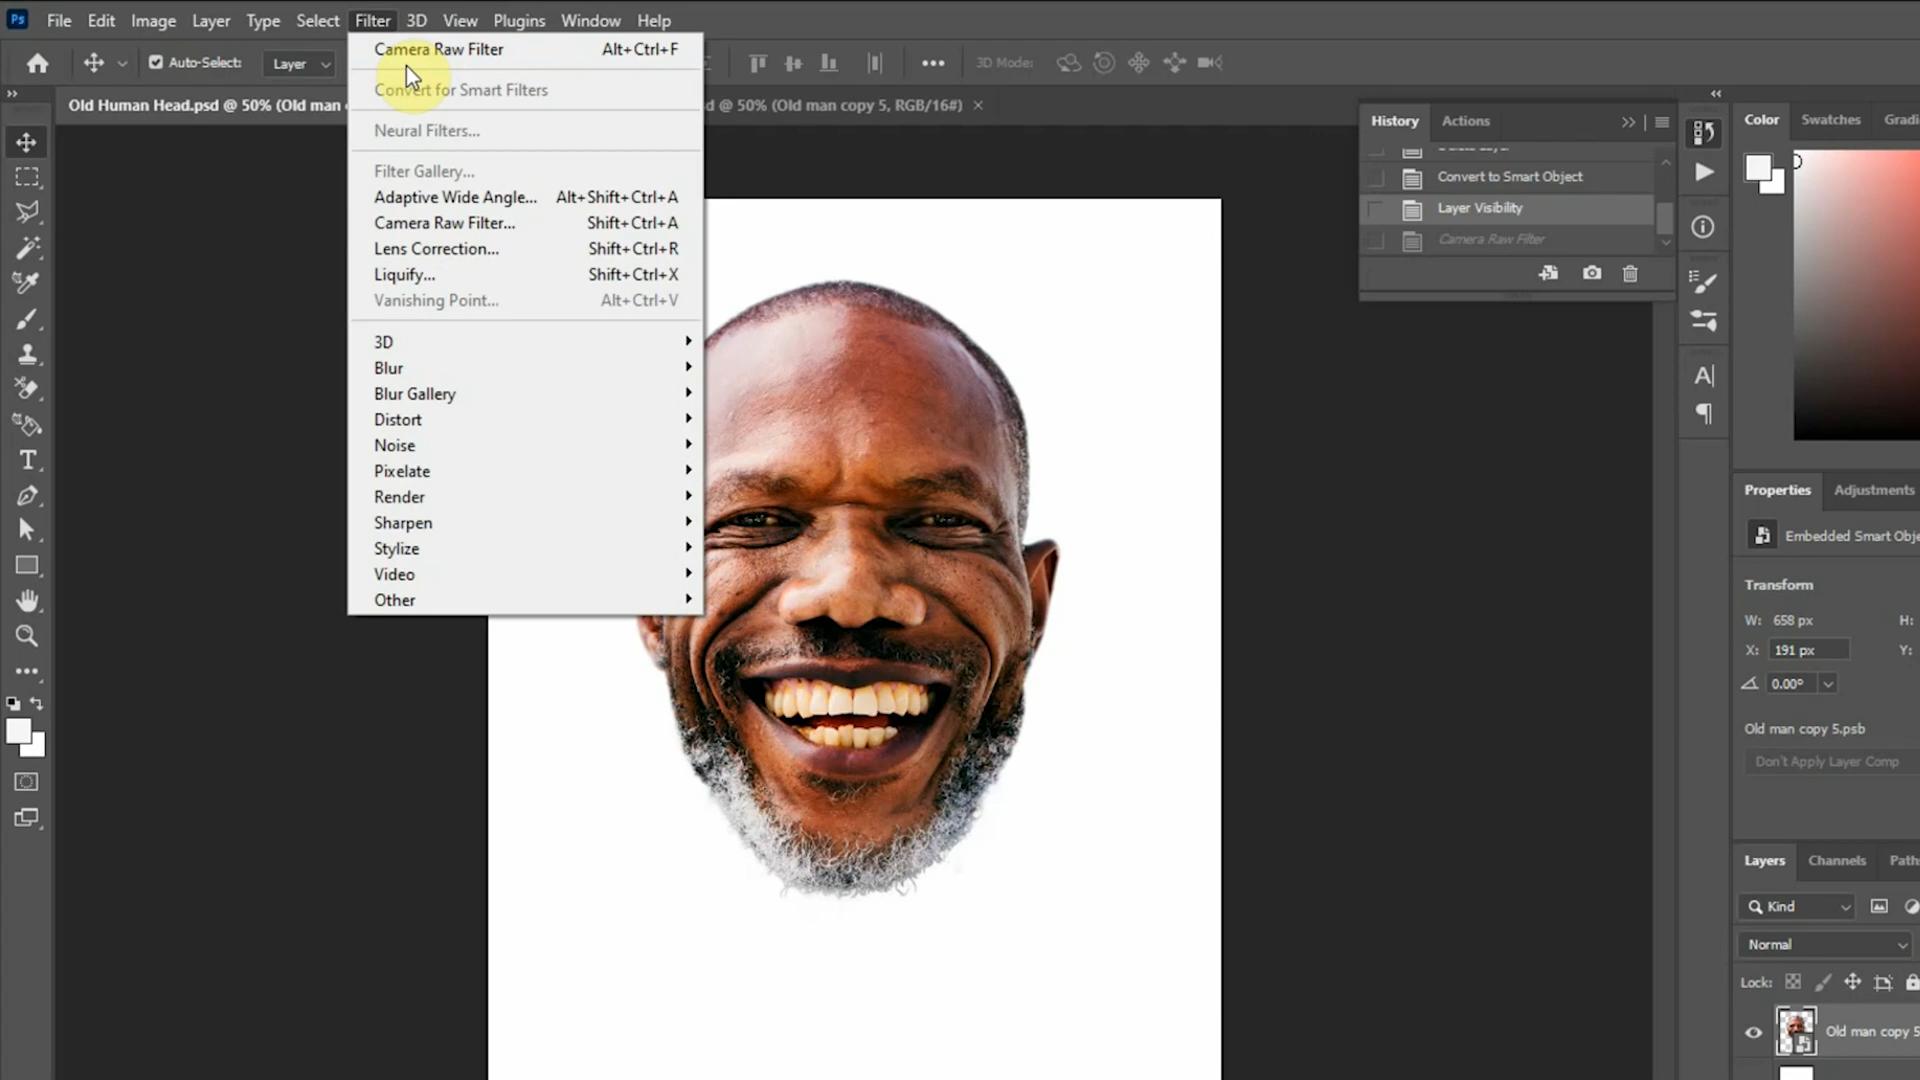 Ps File Edit Image Layer Type Select Filter 3D View Plugins Window Help
Auto-Select: Layer 3D Mode:
Old Human Head.psd @ 50% (Old man d @ 50% (Old man copy 5, RGB/16#) ×
Camera Raw Filter Alt+Ctrl+F
Convert for Smart Filters
Neural Filters...
Filter Gallery...
Adaptive Wide Angle... Alt+Shift+Ctrl+A
Camera Raw Filter... Shift+Ctrl+A
Lens Correction... Shift+Ctrl+R
Liquify... Shift+Ctrl+X
Vanishing Point... Alt+Ctrl+V
3D
Blur
Blur Gallery
Distort
Noise
Pixelate
Render
Sharpen
Stylize
Video
Other
History Actions
Convert to Smart Object
Layer Visibility
Camera Raw Filter
Color Swatches Gradi
Properties Adjustments
Embedded Smart Obje
Transform
W: 658 px H:
X: 191 px Y:
0.00°
Old man copy 5.psb
Don't Apply Layer Comp
Layers Channels Paths
Kind
Normal
Lock:
Old man copy 5